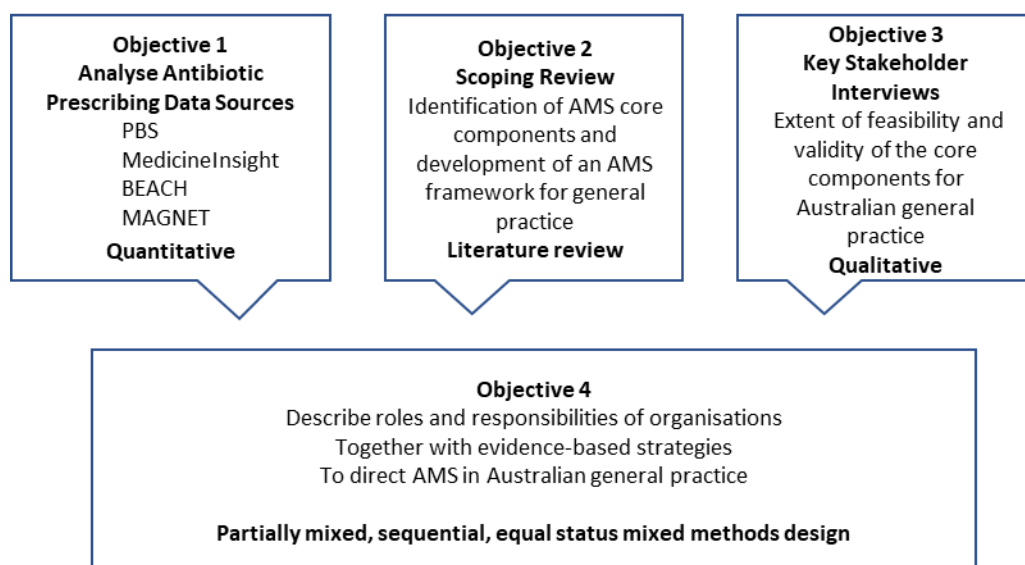 Objective 1
Analyse Antibiotic
Prescribing Data Sources
PBS
MedicineInsight
BEACH
MAGNET
Quantitative
Objective 2
Scoping Review
Identification of AMS core
components and
development of an AMS
framework for general
practice
Literature review
Objective 3
Key Stakeholder
Interviews
Extent of feasibility and
validity of the core
components for
Australian general
practice
Qualitative
Objective 4
Describe roles and responsibilities of organisations
Together with evidence-based strategies
To direct AMS in Australian general practice
Partially mixed, sequential, equal status mixed methods design